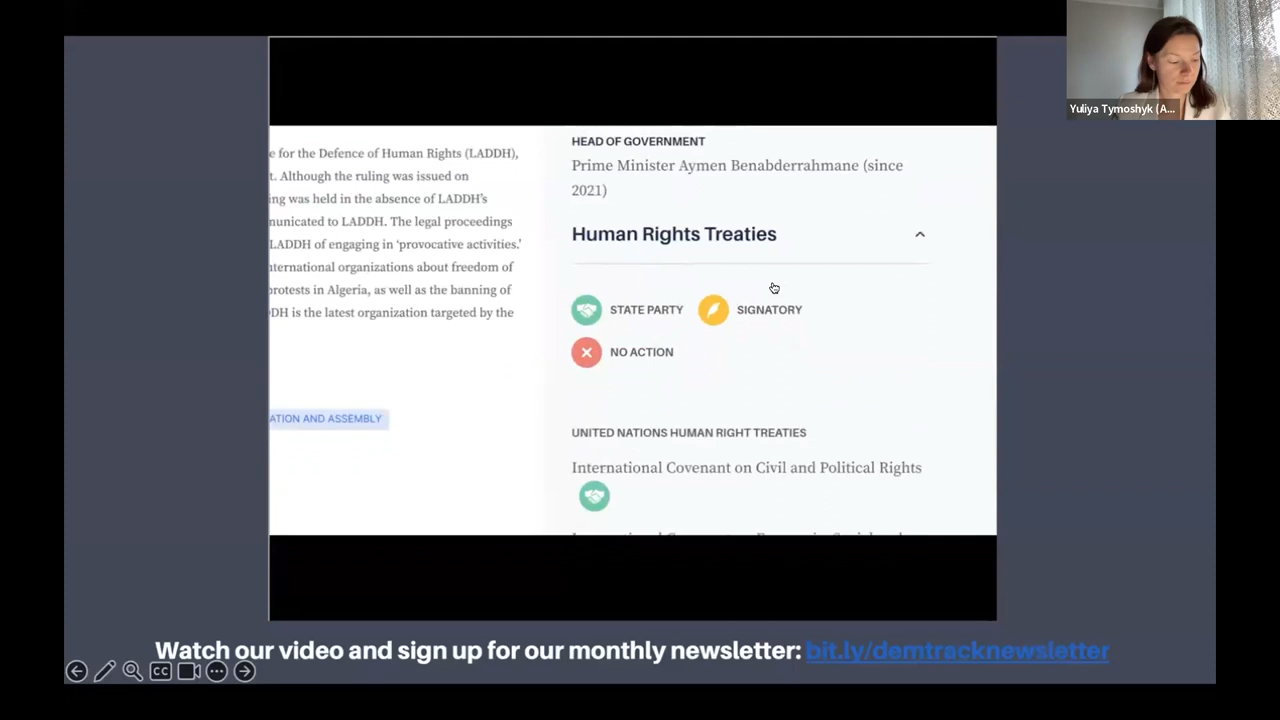 Yuliya Tymoshyk (A...
e for the Defence of Human Rights (LADDH),
t. Although the ruling was issued on
ing was held in the absence of LADDH's
nunicated to LADDH. The legal proceedings
LADDH of engaging in 'provocative activities.'
nternational organizations about freedom of
protests in Algeria, as well as the banning of
DH is the latest organization targeted by the
ATION AND ASSEMBLY
HEAD OF GOVERNMENT
Prime Minister Aymen Benabderrahmane (since
2021)
Human Rights Treaties
STATE PARTY
SIGNATORY
NO ACTION
UNITED NATIONS HUMAN RIGHT TREATIES
International Covenant on Civil and Political Rights
Watch our video and sign up for our monthly newsletter: bit.ly/demtracknewsletter
CC